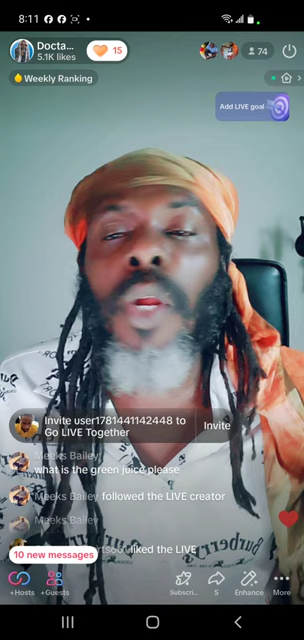 8:11
Docta...
5.1K likes
15
74
Weekly Ranking
Add LIVE goal
Invite user1781441142448 to
Go LIVE Together
Invite
Meeks Bailey
what is the green juice please
Meeks Bailey followed the LIVE creator
Meeks Bailey
liked the LIVE
10 new messages
+Hosts
+Guests
Subscri...
5
Enhance
More
Burberrys